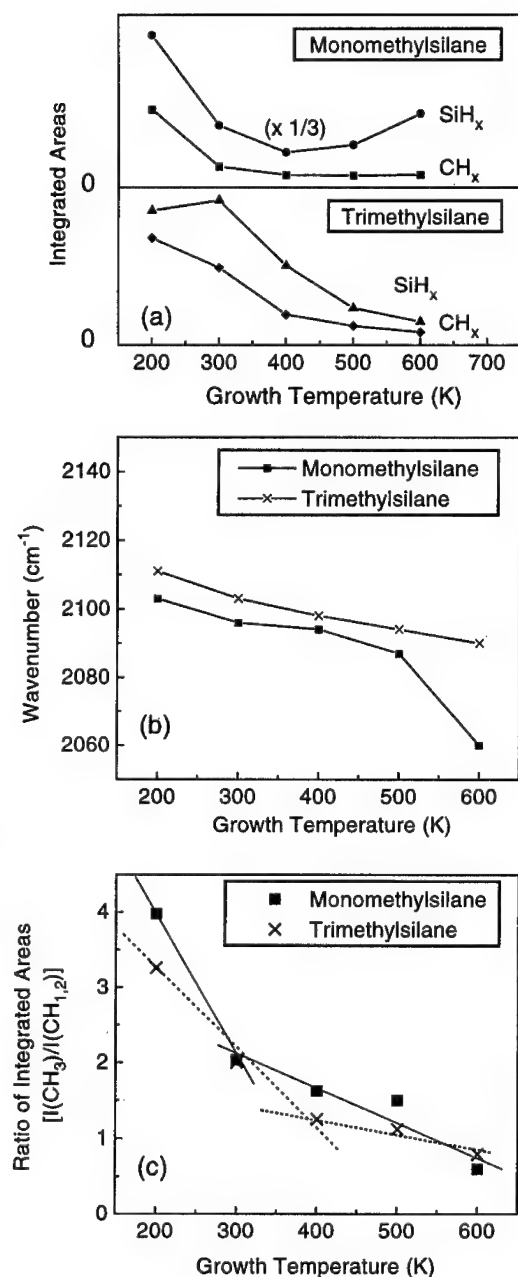 Monomethylsilane
(x 1/3)
SiHₓ
CHₓ
0
Integrated Areas
Trimethylsilane
SiHₓ
CHₓ
0
(a)
200 300 400 500 600 700
Growth Temperature (K)
2140
2120
2110
2080
2060
Wavenumber (cm⁻¹)
Monomethylsilane
Trimethylsilane
(b)
200 300 400 500 600
Growth Temperature (K)
4
3
2
1
0
Ratio of Integrated Areas
[I(CH₃)/I(CH₁,₂)]
Monomethylsilane
Trimethylsilane
(c)
200 300 400 500 600
Growth Temperature (K)